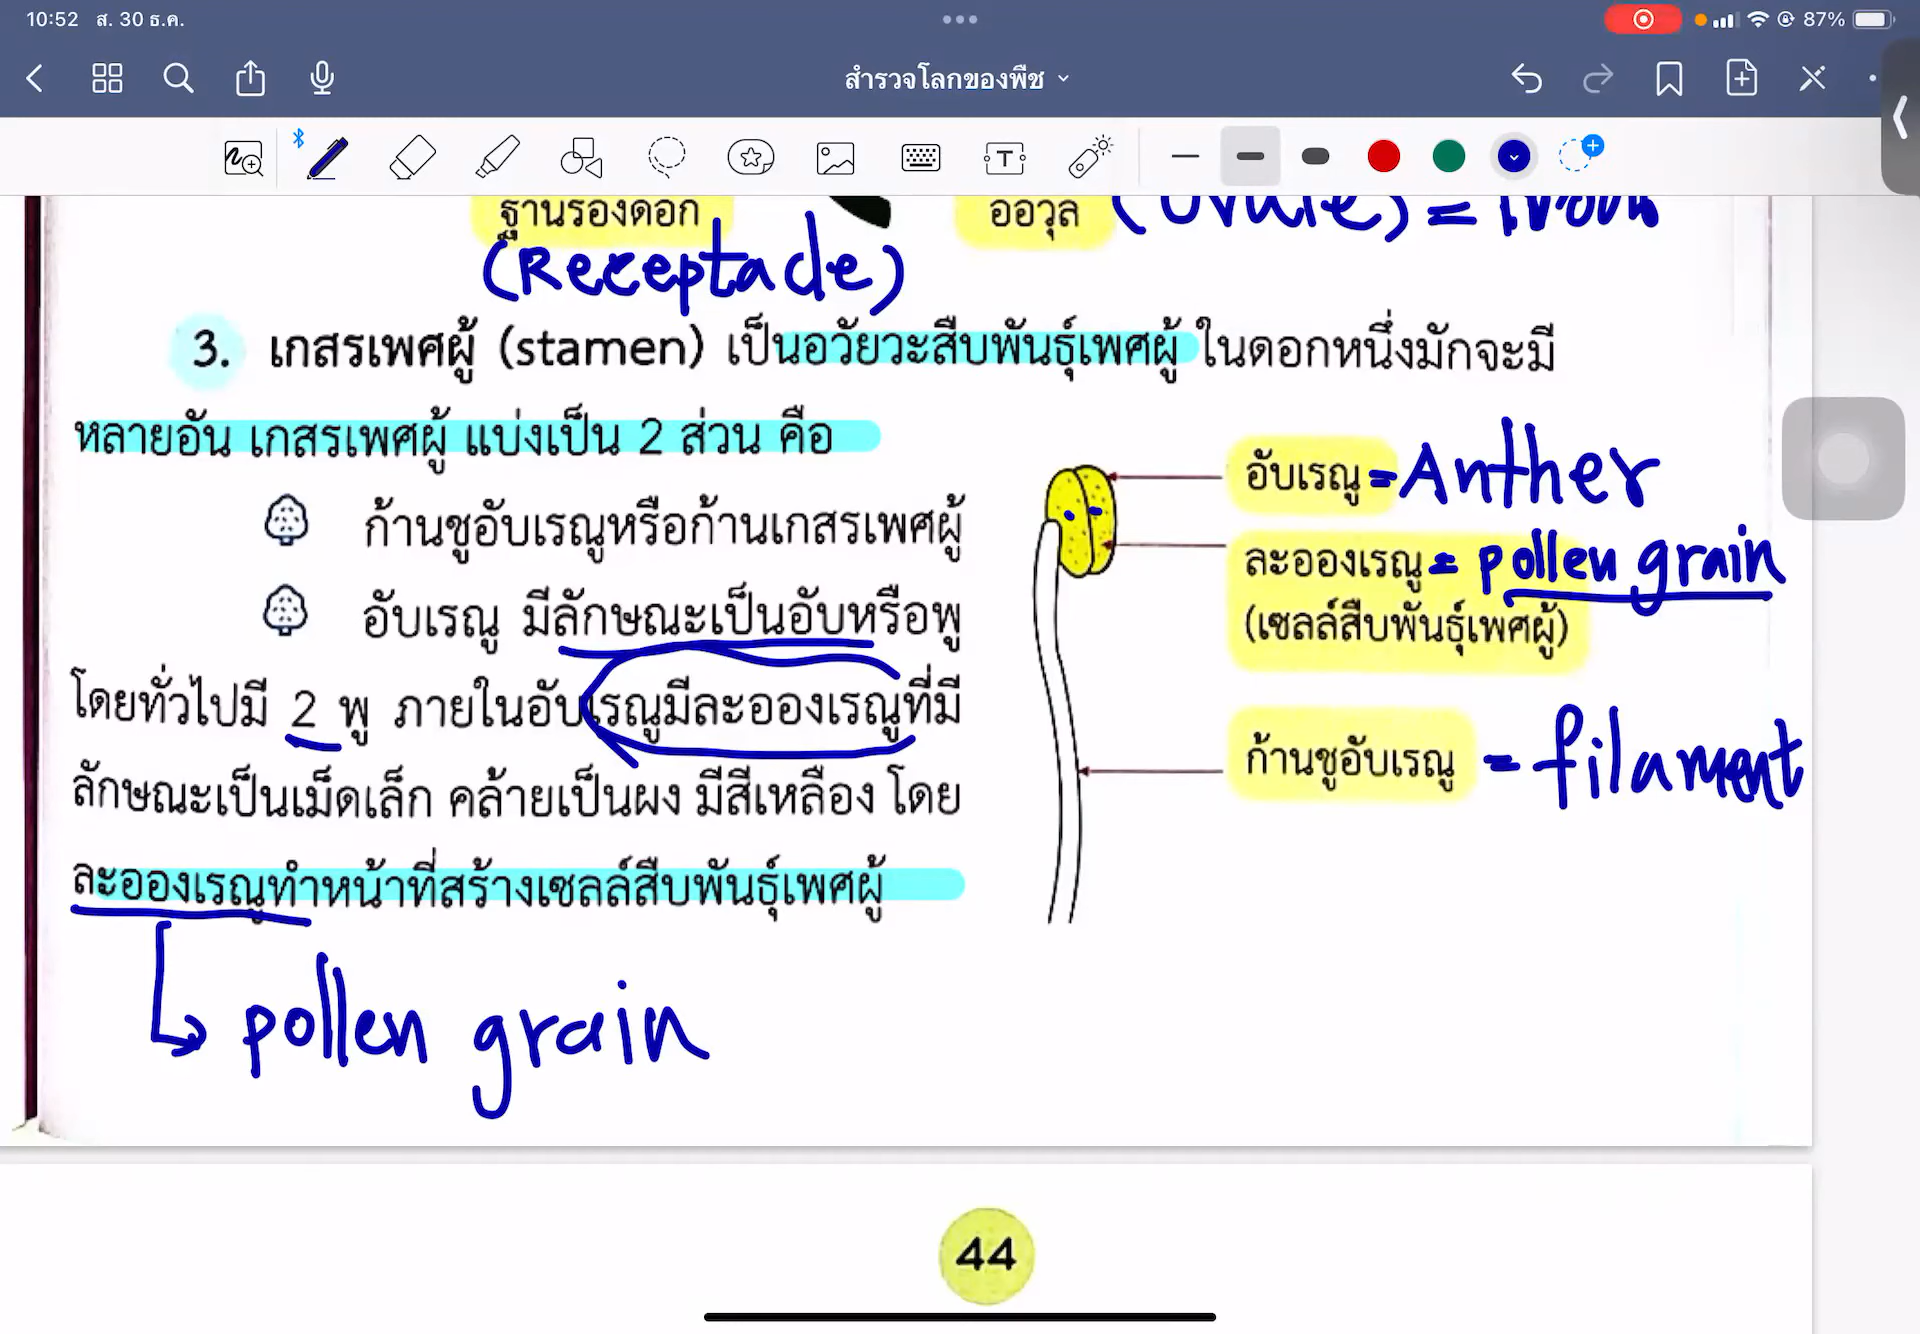 10:52 ส. 30 ธ.ค.
87%
สำรวจโลกของพืช
T
ฐานรองดอก
ออวุล (Ovule) =
(Receptacle)
3. เกสรเพศผู้ (stamen) เป็นอวัยวะสืบพันธุ์เพศผู้ ในดอกหนึ่งมักจะมี
หลายอัน เกสรเพศผู้ แบ่งเป็น 2 ส่วน คือ
ก้านชูอับเรณูหรือก้านเกสรเพศผู้
อับเรณู มีลักษณะเป็นอับหรือพู
โดยทั่วไปมี 2 พู ภายในอับเรณูมีละอองเรณูที่มี
ลักษณะเป็นเม็ดเล็ก คล้ายเป็นผง มีสีเหลือง โดย
ละอองเรณูทำหน้าที่สร้างเซลล์สืบพันธุ์เพศผู้
pollen grain
อับเรณู = Anther
ละอองเรณู = pollen grain
(เซลล์สืบพันธุ์เพศผู้)
ก้านชูอับเรณู = filament
44